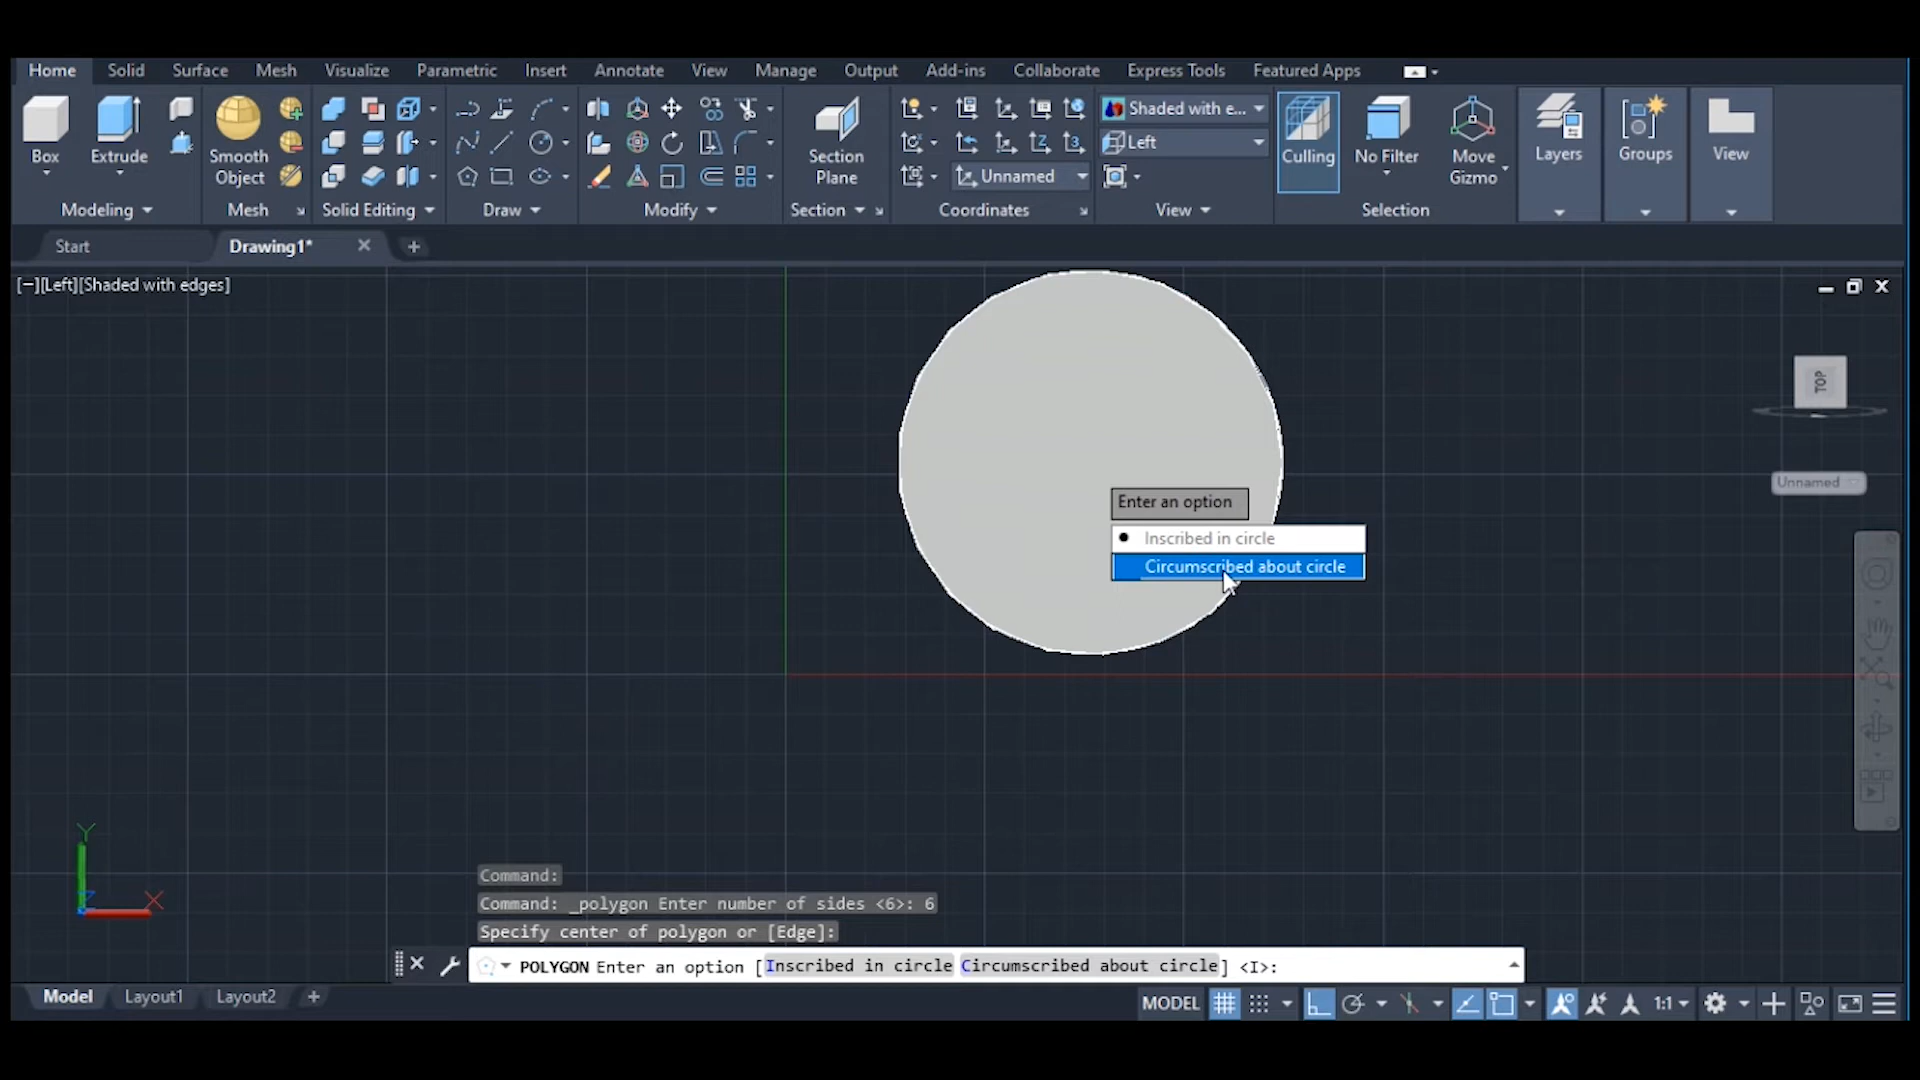 Home Solid Surface Mesh Visualize Parametric Insert Annotate View Manage Output Add-ins Collaborate Express Tools Featured Apps
Box
Extrude
Smooth
Object
Section
Plane
Shaded with e...
Left
Unnamed
Culling
No Filter
Move
Gizmo
Layers
Groups
View
Modeling
Mesh
Solid Editing
Draw
Modify
Section
Coordinates
View
Selection
Start
Drawing1*
[−][Left][Shaded with edges]
TOP
Unnamed
Enter an option
Inscribed in circle
Circumscribed about circle
Y
Z
X
Command:
Command: _polygon Enter number of sides <6>: 6
Specify center of polygon or [Edge]:
POLYGON Enter an option [Inscribed in circle Circumscribed about circle] <I>:
Model Layout1 Layout2
MODEL
1:1